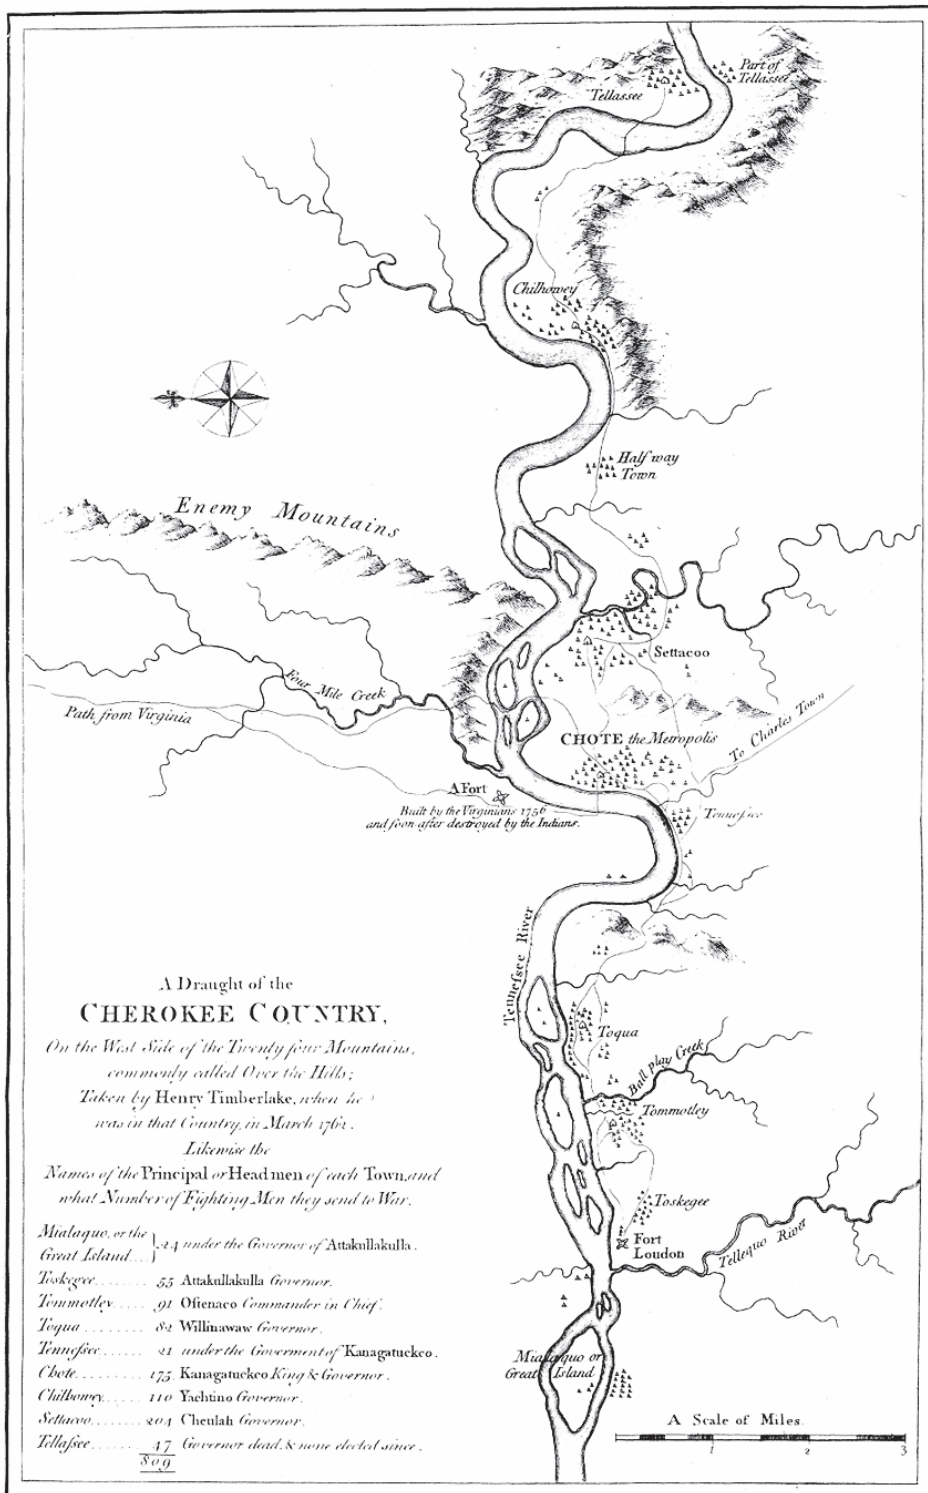 Part of
Tellassee
Tellassee
Chilhowey
Half way
Town
Enemy Mountains
Settacoo
Four Mile Creek
Path from Virginia
To Charles Town
CHOTE the Metropolis
A Fort
Built by the Virginians 1756
and soon after destroyed by the Indians.
Tennessee
Tennessee River
Toqua
Ball play Creek
Tommotley
Toskegee
Fort
Loudon
Tellequo River
Mialaquo or
Great Island
A Draught of the
CHEROKEE COUNTRY,
On the West Side of the Twenty four Mountains,
commonly called Over the Hills;
Taken by Henry Timberlake, when he
was in that Country, in March 1762.
Likewise the
Names of the Principal or Head men of each Town, and
what Number of Fighting Men they send to War.
Mialaquo, or the
Great Island.... } 24 under the Governor of Attakullakulla.
Toskegee........ 55 Attakullakulla Governor.
Tommotley..... 91 Ostenaco Commander in Chief.
Toqua......... 82 Willinawaw Governor.
Tennessee...... 21 under the Goverment of Kanagatuckco.
Chote.......... 175 Kanagatuckco King & Governor.
Chilhowey...... 110 Yachtino Governor.
Settacoo........ 204 Cheulah Governor.
Tellassee....... 47 Governor dead, & none elected since.
809
A Scale of Miles.
1 2 3